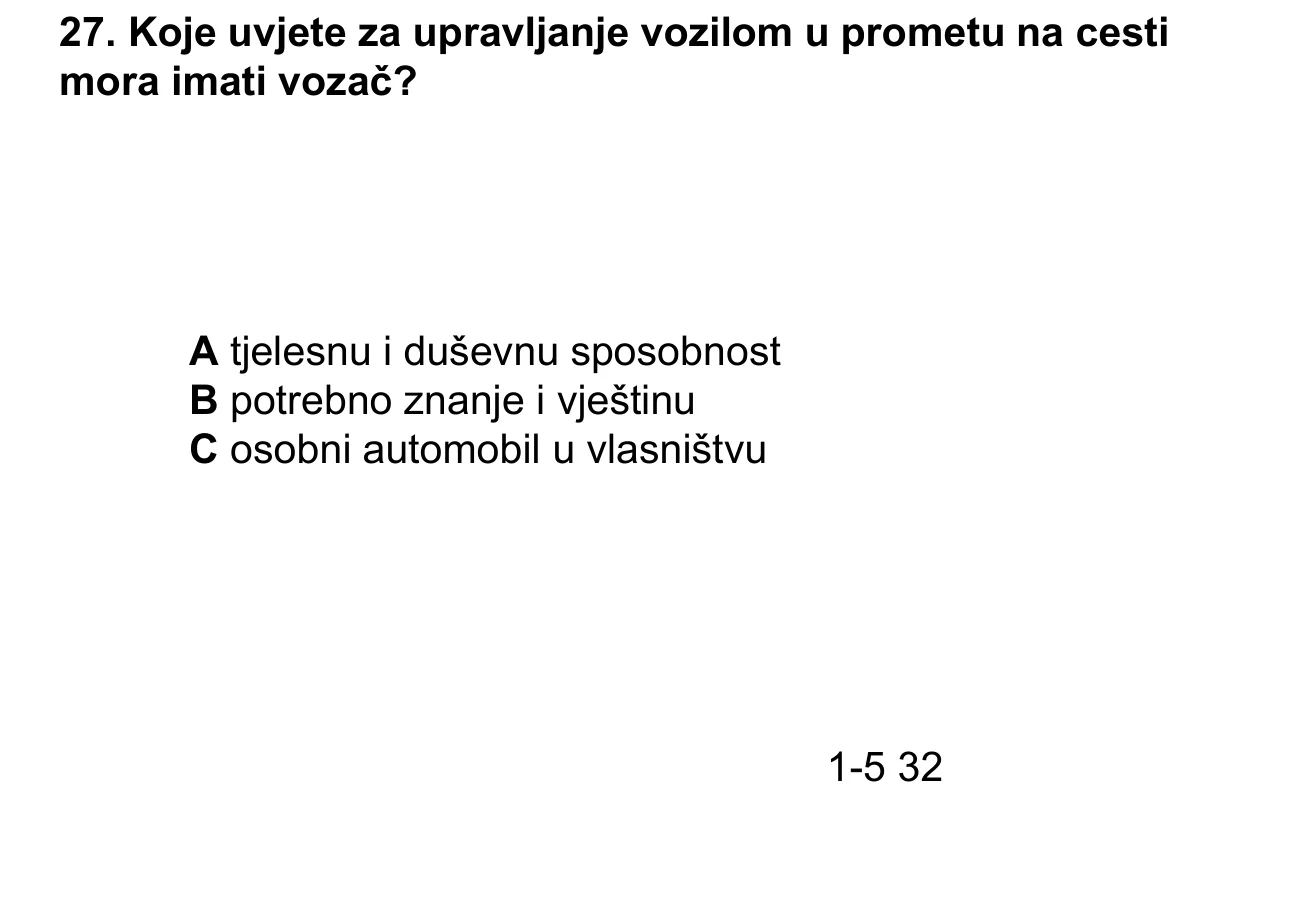 27. Koje uvjete za upravljanje vozilom u prometu na cesti
mora imati vozač?
A tjelesnu i duševnu sposobnost
B potrebno znanje i vještinu
C osobni automobil u vlasništvu
1-5 32